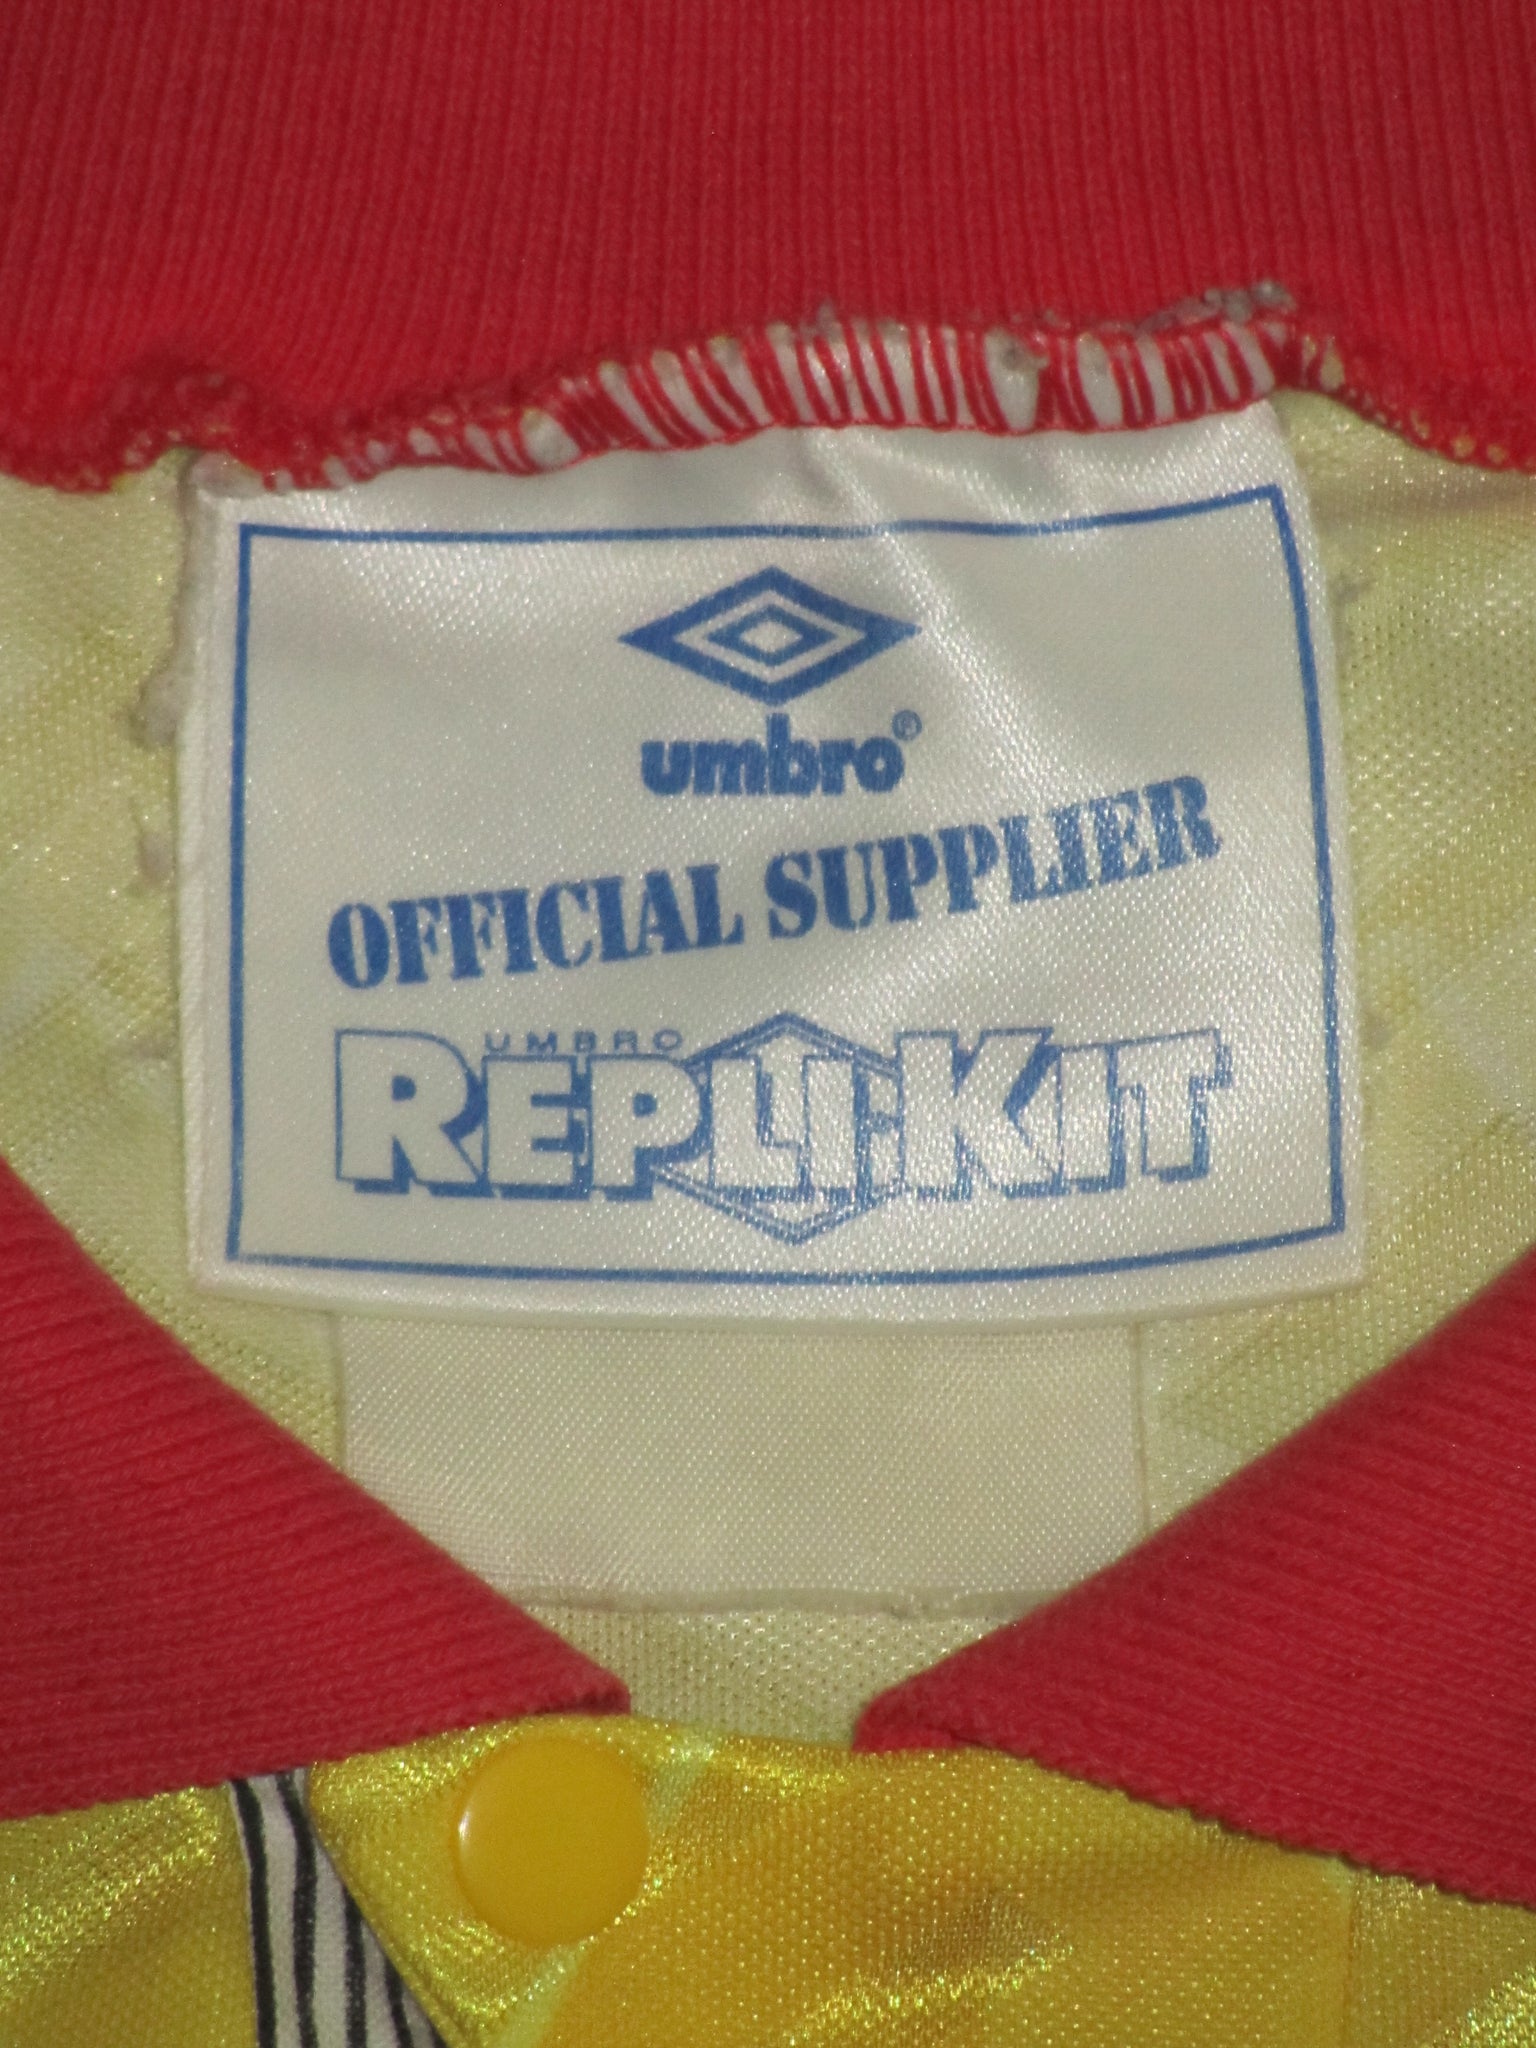 umbro®
OFFICIAL SUPPLIER
UMBRO
REPLI-KIT